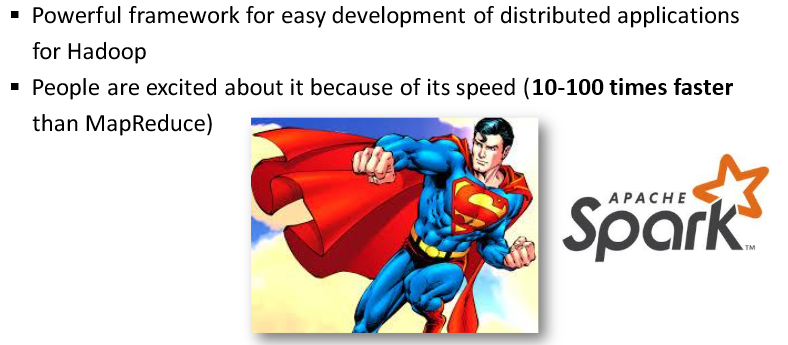 ▪ Powerful framework for easy development of distributed applications
for Hadoop
▪ People are excited about it because of its speed (10-100 times faster
than MapReduce)
S
APACHE
Spark™